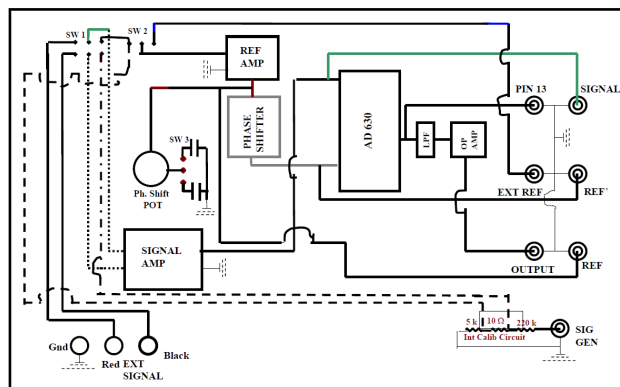 SW 1
SW 2
REF
AMP
PHASE
SHIFTER
SW 3
Ph. Shift
POT
SIGNAL
AMP
AD 630
LPF
OP
AMP
PIN 13
SIGNAL
EXT REF
REF'
OUTPUT
REF
5 k
10 Ω
220 k
Int Calib Circuit
SIG
GEN
Gnd
Red
EXT
SIGNAL
Black